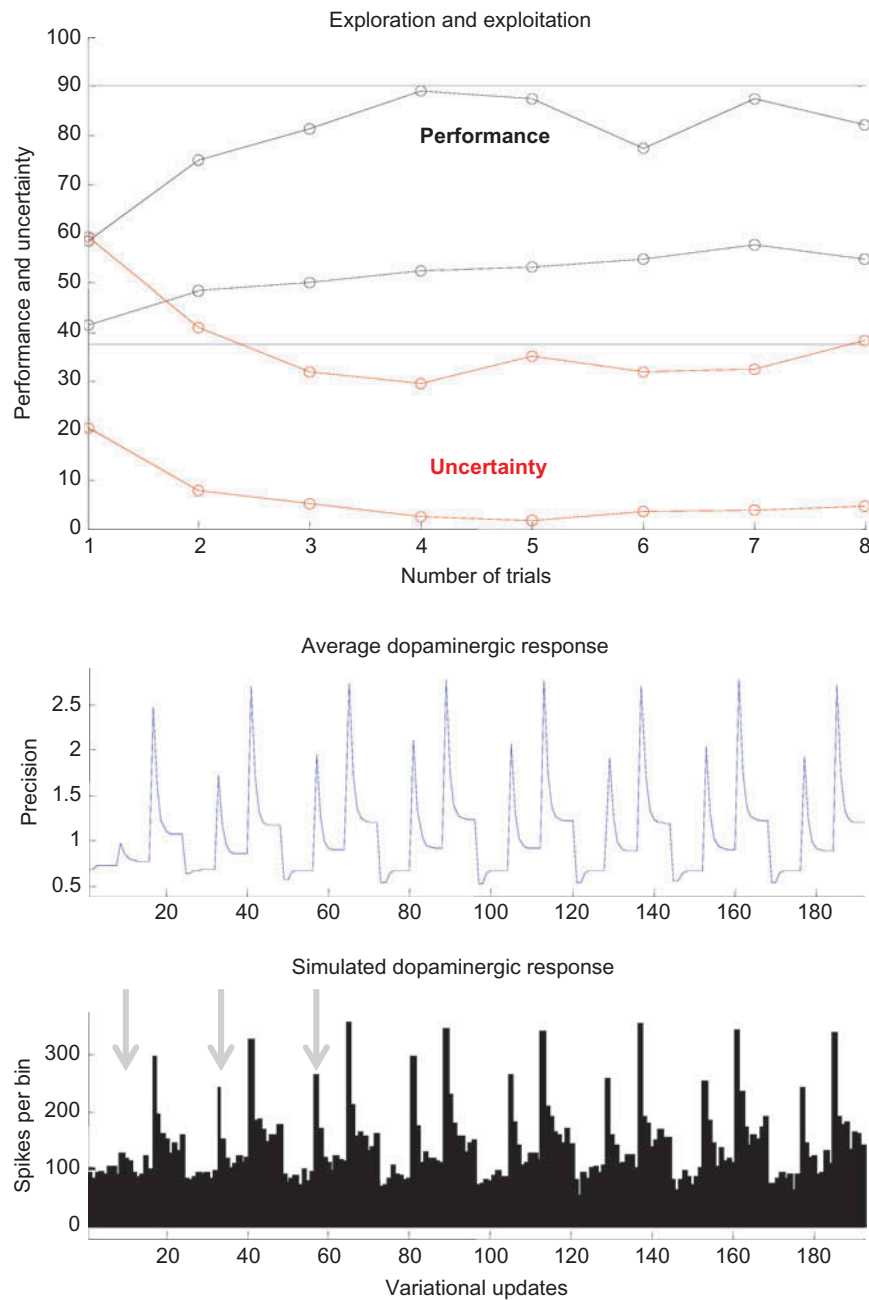 Exploration and exploitation
100
90
80
70
60
50
40
30
20
10
0
Performance and uncertainty
Performance
Uncertainty
1 2 3 4 5 6 7 8
Number of trials
Average dopaminergic response
2.5
2
1.5
1
0.5
Precision
20 40 60 80 100 120 140 160 180
Simulated dopaminergic response
300
200
100
0
Spikes per bin
20 40 60 80 100 120 140 160 180
Variational updates